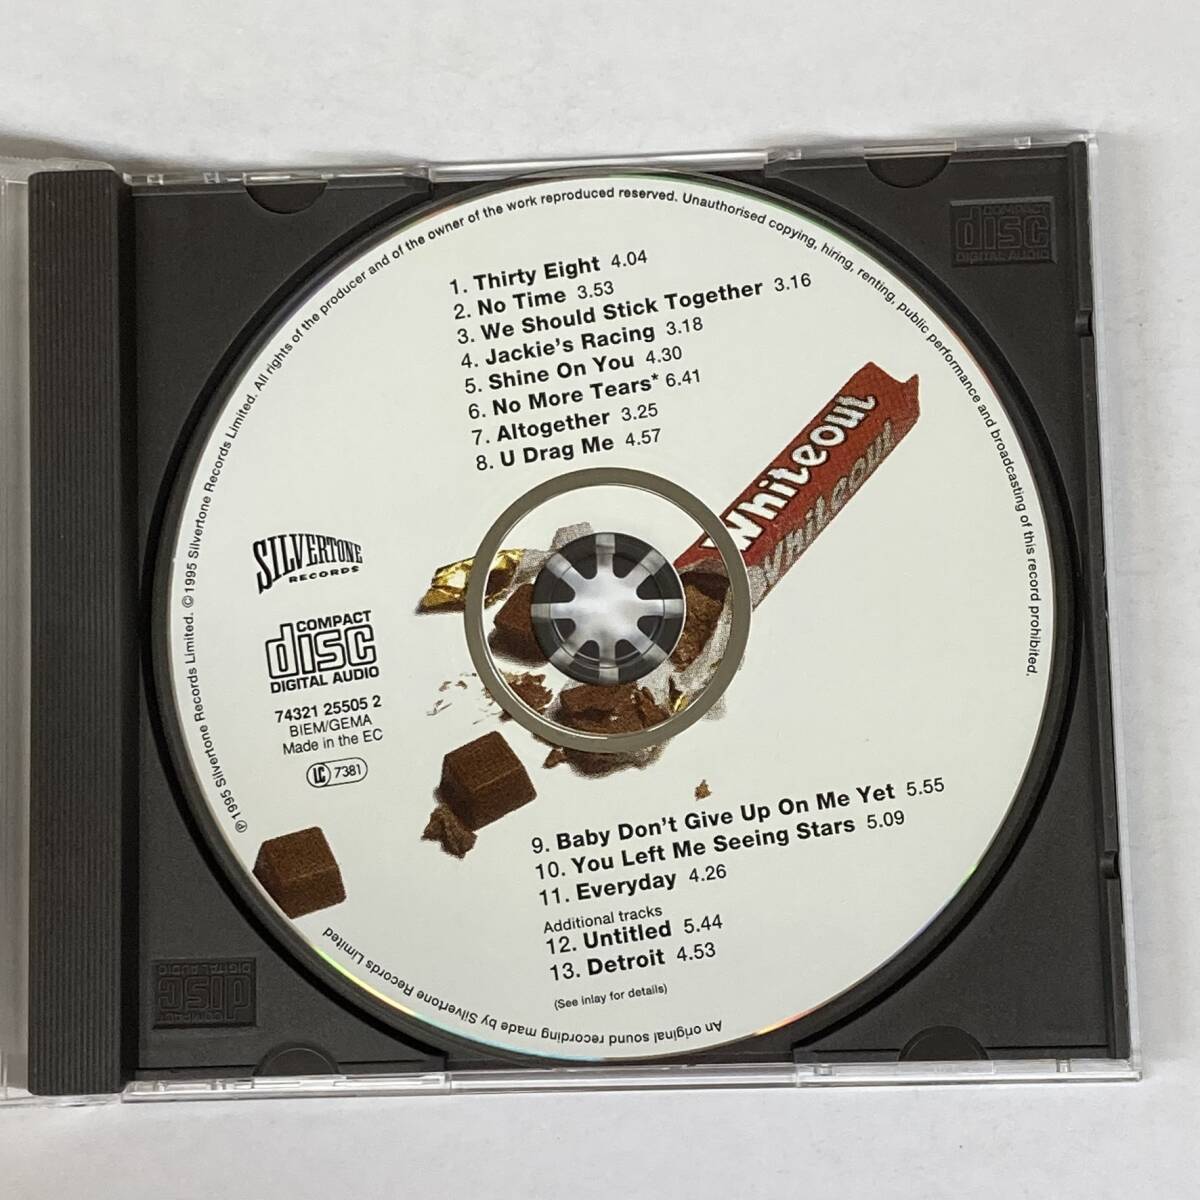 ℗1995 Silvertone Records Limited. ©1995 Silvertone Records Limited. All rights of the producer and of the owner of the work reproduced reserved. Unauthorised copying, hiring, renting, public performance and broadcasting of this record prohibited.
1. Thirty Eight 4.04
2. No Time 3.53
3. We Should Stick Together 3.16
4. Jackie's Racing 3.18
5. Shine On You 4.30
6. No More Tears* 6.41
7. Altogether 3.25
8. U Drag Me 4.57
Whiteout
Whiteout
SILVERTONE
RECORDS
COMPACT
disc
DIGITAL AUDIO
74321 25505 2
BIEM/GEMA
Made in the EC
LC 7381
9. Baby Don't Give Up On Me Yet 5.55
10. You Left Me Seeing Stars 5.09
11. Everyday 4.26
Additional tracks
12. Untitled 5.44
13. Detroit 4.53
(See inlay for details)
An original sound recording made by Silvertone Records Limited
COMPACT
disc
DIGITAL AUDIO
COMPACT
disc
DIGITAL AUDIO